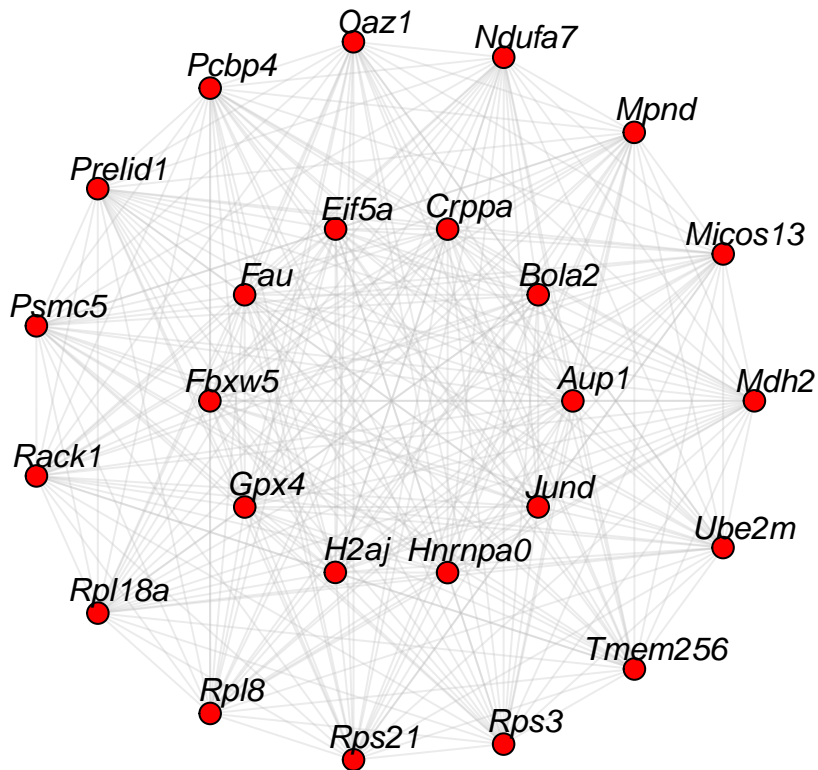 Oaz1
Ndufa7
Pcbp4
Mpnd
Prelid1
Eif5a
Crppa
Micos13
Fau
Bola2
Psmc5
Fbxw5
Aup1
Mdh2
Rack1
Gpx4
Jund
Ube2m
H2aj
Hnrnpa0
Rpl18a
Tmem256
Rpl8
Rps21
Rps3